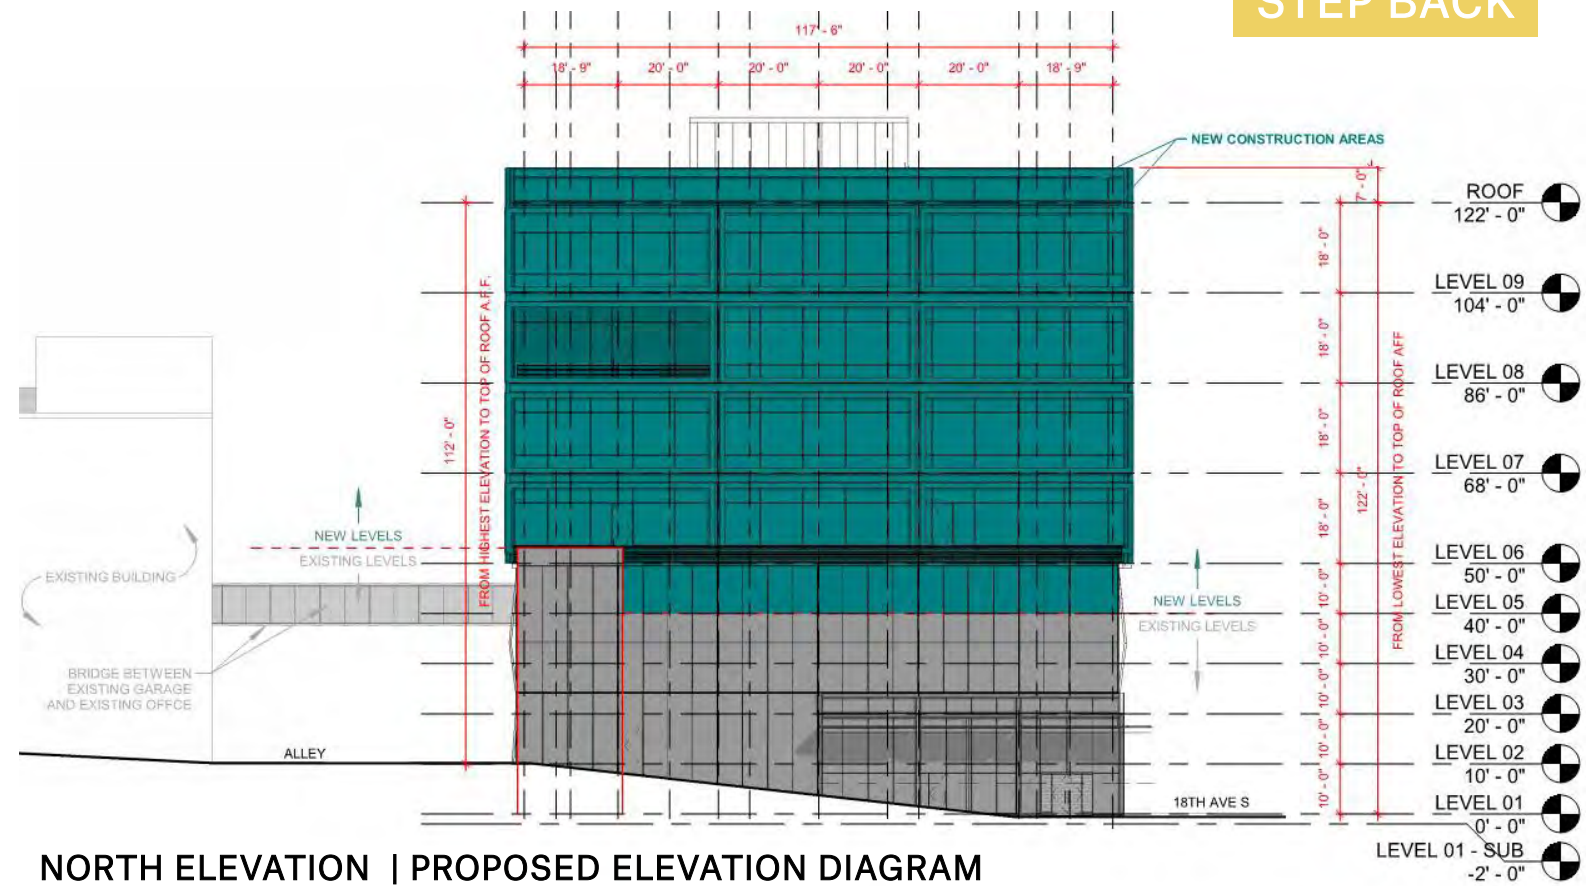 STEP BACK
117' - 6"
18' - 9"
20' - 0"
20' - 0"
20' - 0"
20' - 0"
18' - 9"
NEW CONSTRUCTION AREAS
7' - 0"
ROOF
122' - 0"
18' - 0"
LEVEL 09
104' - 0"
18' - 0"
LEVEL 08
86' - 0"
18' - 0"
LEVEL 07
68' - 0"
18' - 0"
LEVEL 06
50' - 0"
10' - 0"
LEVEL 05
40' - 0"
10' - 0"
LEVEL 04
30' - 0"
10' - 0"
LEVEL 03
20' - 0"
10' - 0"
LEVEL 02
10' - 0"
10' - 0"
LEVEL 01
0' - 0"
LEVEL 01 - SUB
-2' - 0"
122' - 0"
FROM LOWEST ELEVATION TO TOP OF ROOF AFF
112' - 0"
FROM HIGHEST ELEVATION TO TOP OF ROOF A.F.F.
NEW LEVELS
EXISTING LEVELS
EXISTING BUILDING
BRIDGE BETWEEN
EXISTING GARAGE
AND EXISTING OFFCE
NEW LEVELS
EXISTING LEVELS
ALLEY
18TH AVE S
NORTH ELEVATION | PROPOSED ELEVATION DIAGRAM